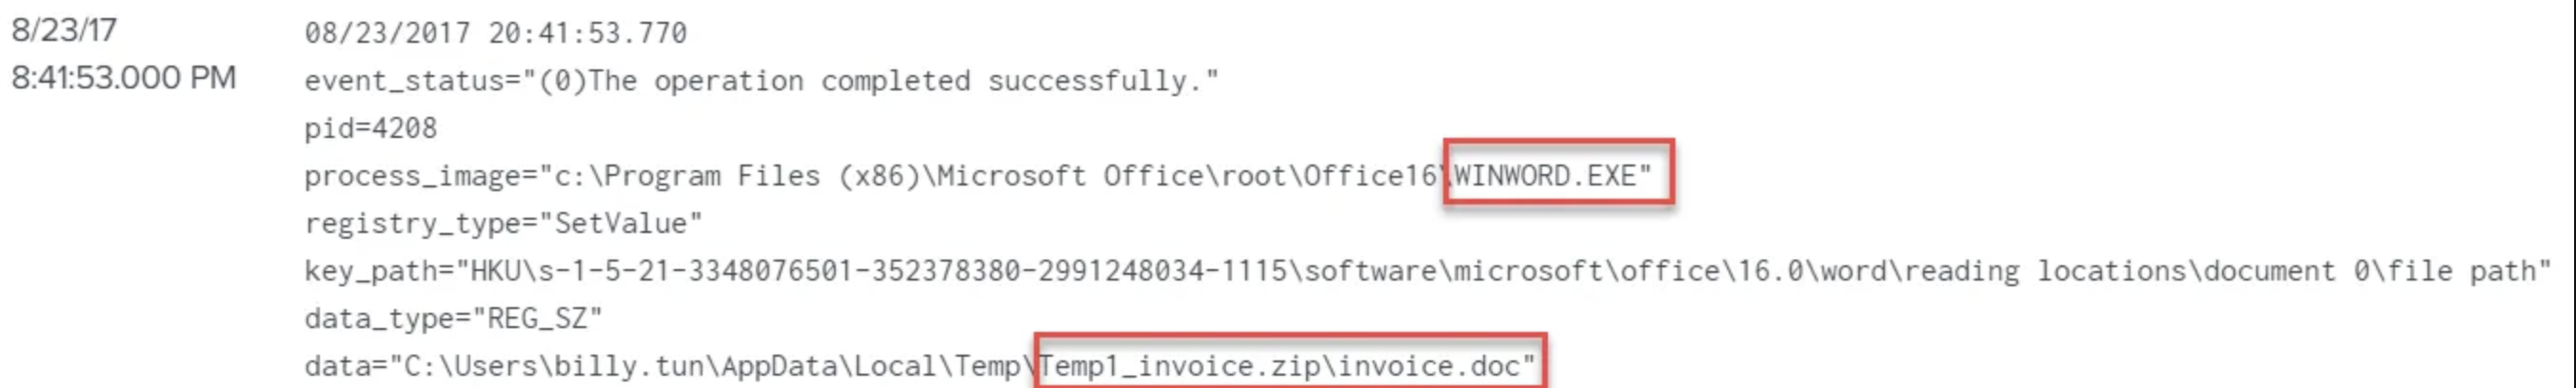 8/23/17
8:41:53.000 PM
08/23/2017 20:41:53.770
event_status="(0)The operation completed successfully."
pid=4208
process_image="c:\Program Files (x86)\Microsoft Office\root\Office16\WINWORD.EXE"
registry_type="SetValue"
key_path="HKU\s-1-5-21-3348076501-352378380-2991248034-1115\software\microsoft\office\16.0\word\reading locations\document 0\file path"
data_type="REG_SZ"
data="C:\Users\billy.tun\AppData\Local\Temp\Temp1_invoice.zip\invoice.doc"